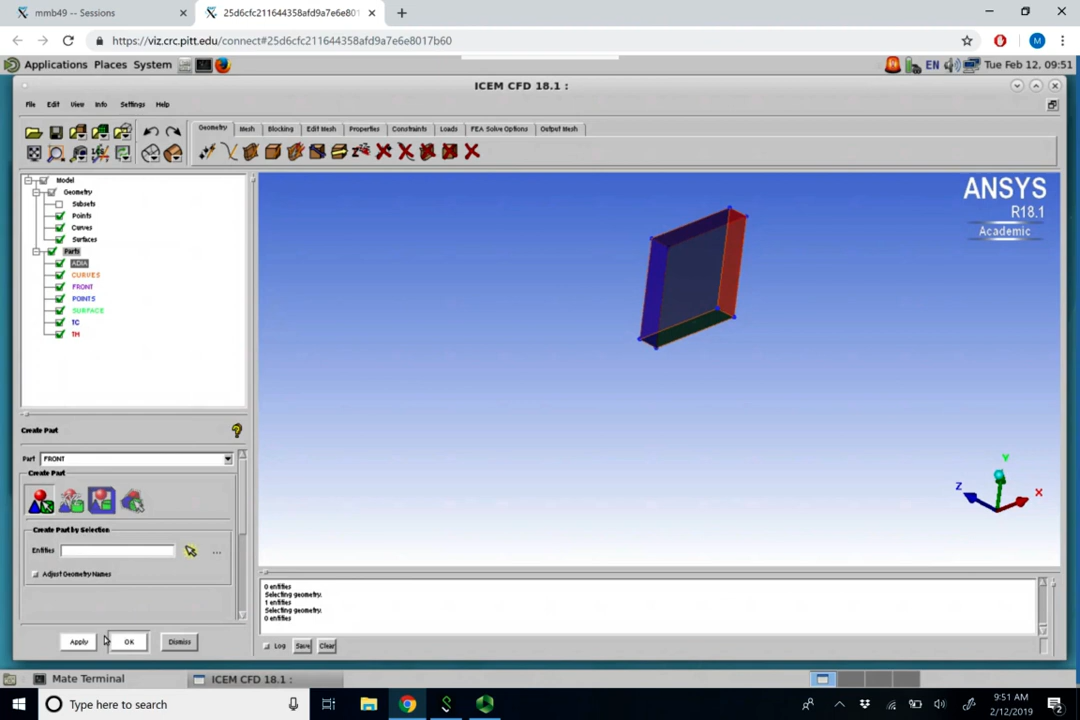 mmb49 -- Sessions
25d6cfc211644358afd9a7e6e801
https://viz.crc.pitt.edu/connect#25d6cfc211644358afd9a7e6e8017b60
M
Applications Places System
EN
Tue Feb 12, 09:51
ICEM CFD 18.1 :
File Edit View Info Settings Help
Geometry Mesh Blocking Edit Mesh Properties Constraints Loads FEA Solve Options Output Mesh
Model
Geometry
Subsets
Points
Curves
Surfaces
Parts
ADIA
CURVES
FRONT
POINTS
SURFACE
TC
TH
ANSYS
R18.1
Academic
Y
Z
X
Create Part
Part FRONT
Create Part
Create Part by Selection
Entities
...
Adjust Geometry Names
Apply OK Dismiss
0 entities
Selecting geometry.
1 entities
Selecting geometry.
0 entities
Log Save Clear
Mate Terminal
ICEM CFD 18.1 :
Type here to search
9:51 AM
2/12/2019
2